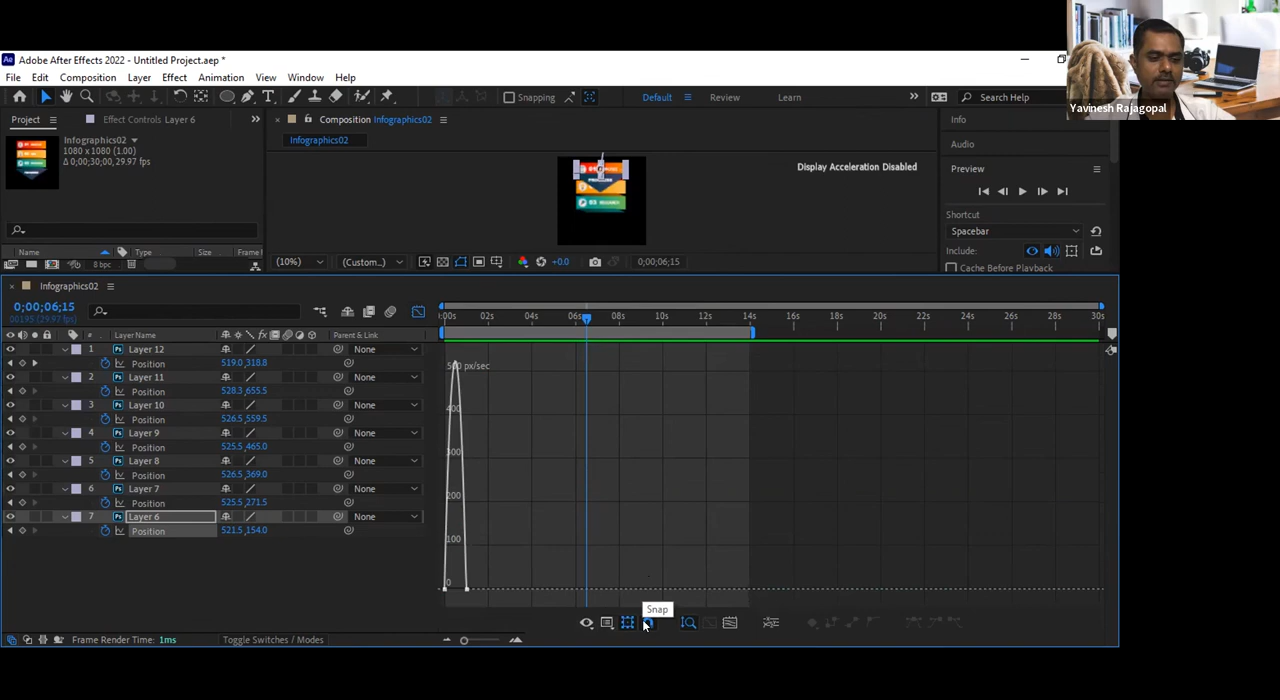 Yavinesh Rajagopal
Ae Adobe After Effects 2022 - Untitled Project.aep *
File Edit Composition Layer Effect Animation View Window Help
Snapping Default Review Learn Search Help
Project Effect Controls Layer 6 Composition Infographics02 Info
Infographics02
Infographics02
1080 x 1080 (1.00)
Δ 0;00;30;00, 29.97 fps
Display Acceleration Disabled
Audio
Preview
Shortcut
Spacebar
Include:
Cache Before Playback
Name Type Size Frame
8 bpc
(10%) (Custom...) +0.0 0;00;06;15
Infographics02
0;00;06;15
00195 (29.97 fps)
# Layer Name Parent & Link
:00s 02s 04s 06s 08s 10s 12s 14s 16s 18s 20s 22s 24s 26s 28s 30s
1 Layer 12 None
Position 519.0,318.8
2 Layer 11 None
Position 528.3,655.5
3 Layer 10 None
Position 526.5,559.5
4 Layer 9 None
Position 525.5,465.0
5 Layer 8 None
Position 526.5,369.0
6 Layer 7 None
Position 525.5,271.5
7 Layer 6 None
Position 521.5,154.0
px/sec
400
300
200
100
0
Snap
Frame Render Time: 1ms Toggle Switches / Modes